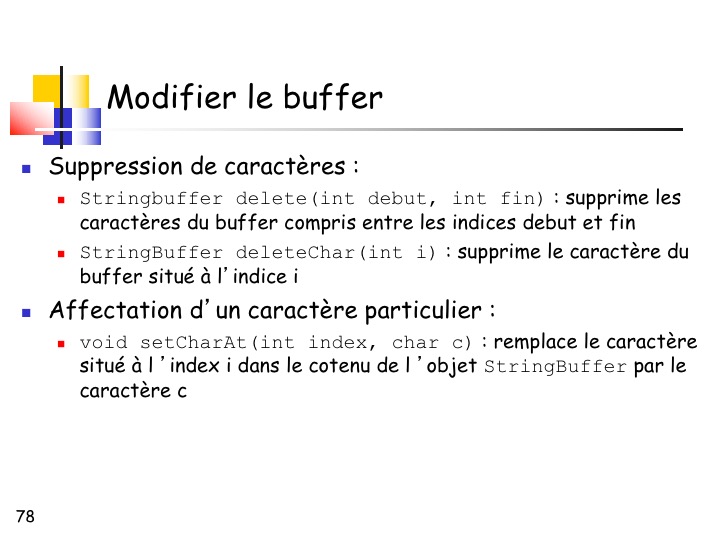 Modifier le buffer
Suppression de caractères :
Stringbuffer delete(int debut, int fin) : supprime les
caractères du buffer compris entre les indices debut et fin
StringBuffer deleteChar(int i) : supprime le caractère du
buffer situé à l’indice i
Affectation d’un caractère particulier :
void setCharAt(int index, char c) : remplace le caractère
situé à l ’index i dans le cotenu de l ’objet StringBuffer par le
caractère c
78